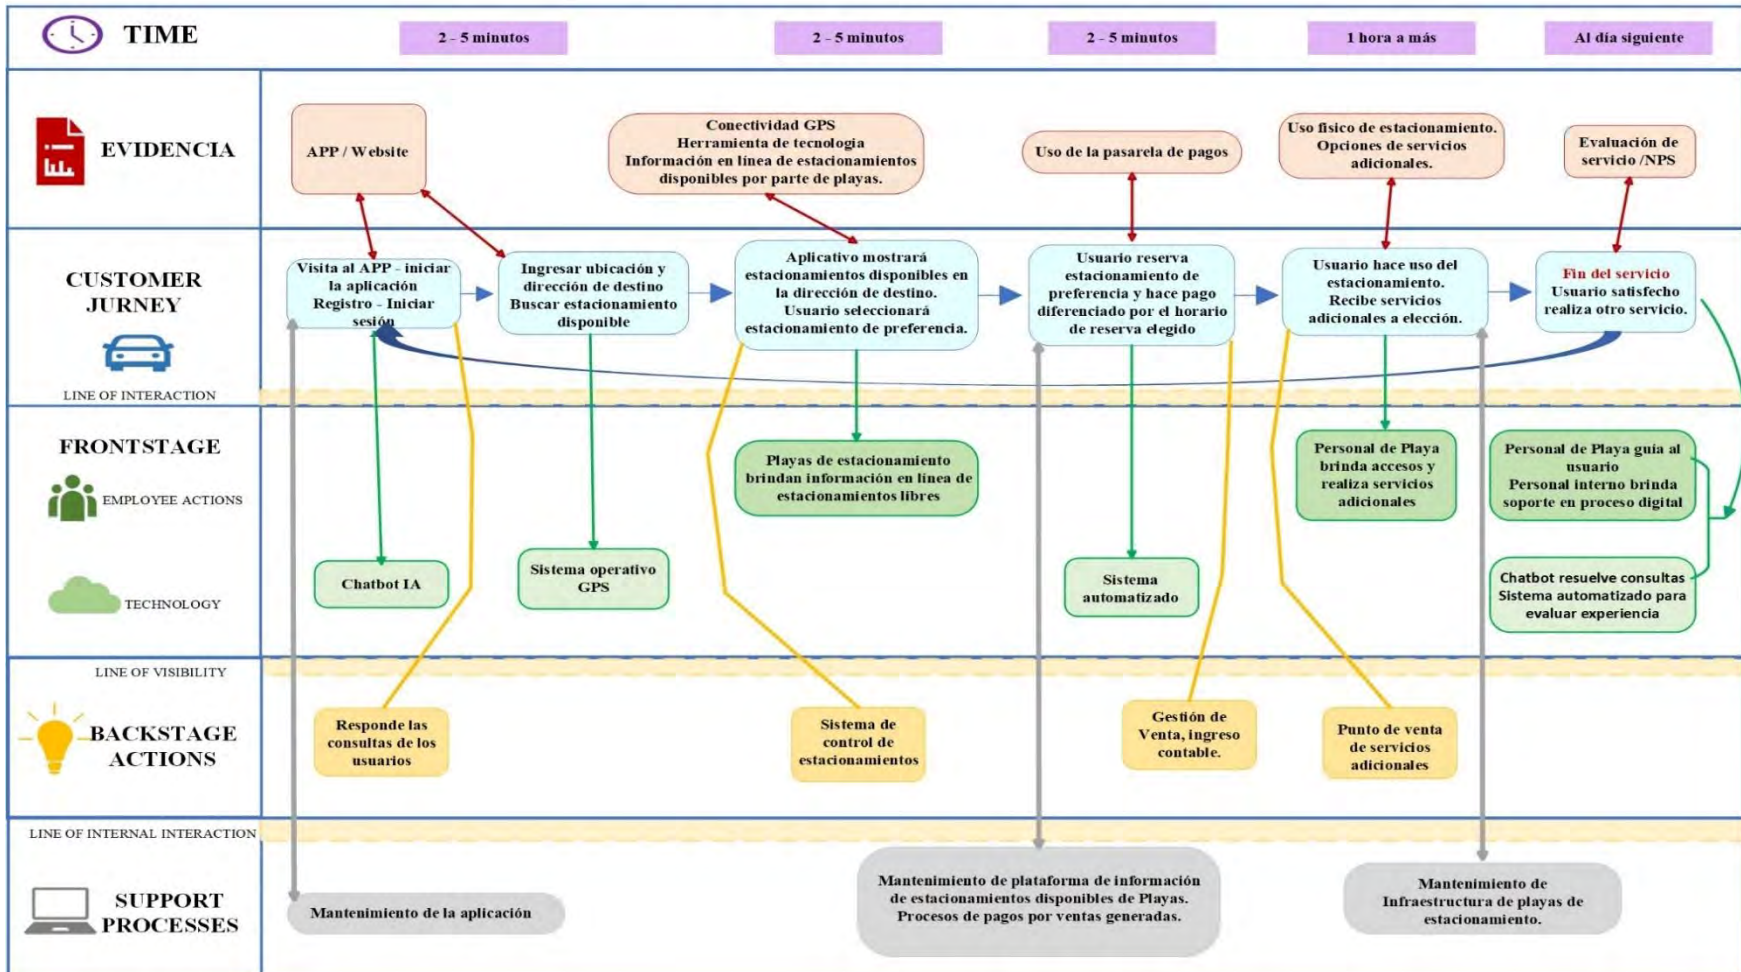 TIME
2 - 5 minutos
2 - 5 minutos
2 - 5 minutos
1 hora a más
Al día siguiente
EVIDENCIA
APP / Website
Conectividad GPS
Herramienta de tecnología
Información en línea de estacionamientos
disponibles por parte de playas.
Uso de la pasarela de pagos
Uso físico de estacionamiento.
Opciones de servicios
adicionales.
Evaluación de
servicio /NPS
CUSTOMER
JURNEY
LINE OF INTERACTION
Visita al APP - iniciar
la aplicación
Registro - Iniciar
sesión
Ingresar ubicación y
dirección de destino
Buscar estacionamiento
disponible
Aplicativo mostrará
estacionamientos disponibles en
la dirección de destino.
Usuario seleccionará
estacionamiento de preferencia.
Usuario reserva
estacionamiento de
preferencia y hace pago
diferenciado por el horario
de reserva elegido
Usuario hace uso del
estacionamiento.
Recibe servicios
adicionales a elección.
Fin del servicio
Usuario satisfecho
realiza otro servicio.
FRONTSTAGE
EMPLOYEE ACTIONS
TECHNOLOGY
Playas de estacionamiento
brindan información en línea de
estacionamientos libres
Personal de Playa
brinda accesos y
realiza servicios
adicionales
Personal de Playa guia al
usuario
Personal interno brinda
soporte en proceso digital
Chatbot IA
Sistema operativo
GPS
Sistema
automatizado
Chatbot resuelve consultas
Sistema automatizado para
evaluar experiencia
LINE OF VISIBILITY
BACKSTAGE
ACTIONS
Responde las
consultas de los
usuarios
Sistema de
control de
estacionamientos
Gestión de
Venta, ingreso
contable.
Punto de venta
de servicios
adicionales
LINE OF INTERNAL INTERACTION
SUPPORT
PROCESSES
Mantenimiento de la aplicación
Mantenimiento de plataforma de información
de estacionamientos disponibles de Playas.
Procesos de pagos por ventas generadas.
Mantenimiento de
Infraestructura de playas de
estacionamiento.